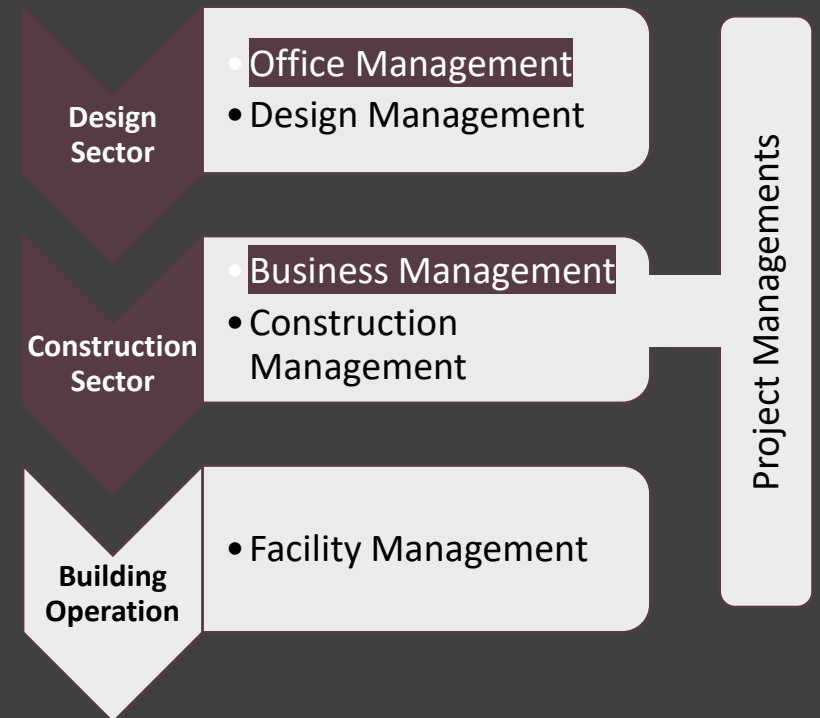 Design
Sector
• Office Management
• Design Management
Construction
Sector
• Business Management
• Construction
Management
Building
Operation
• Facility Management
Project Managements